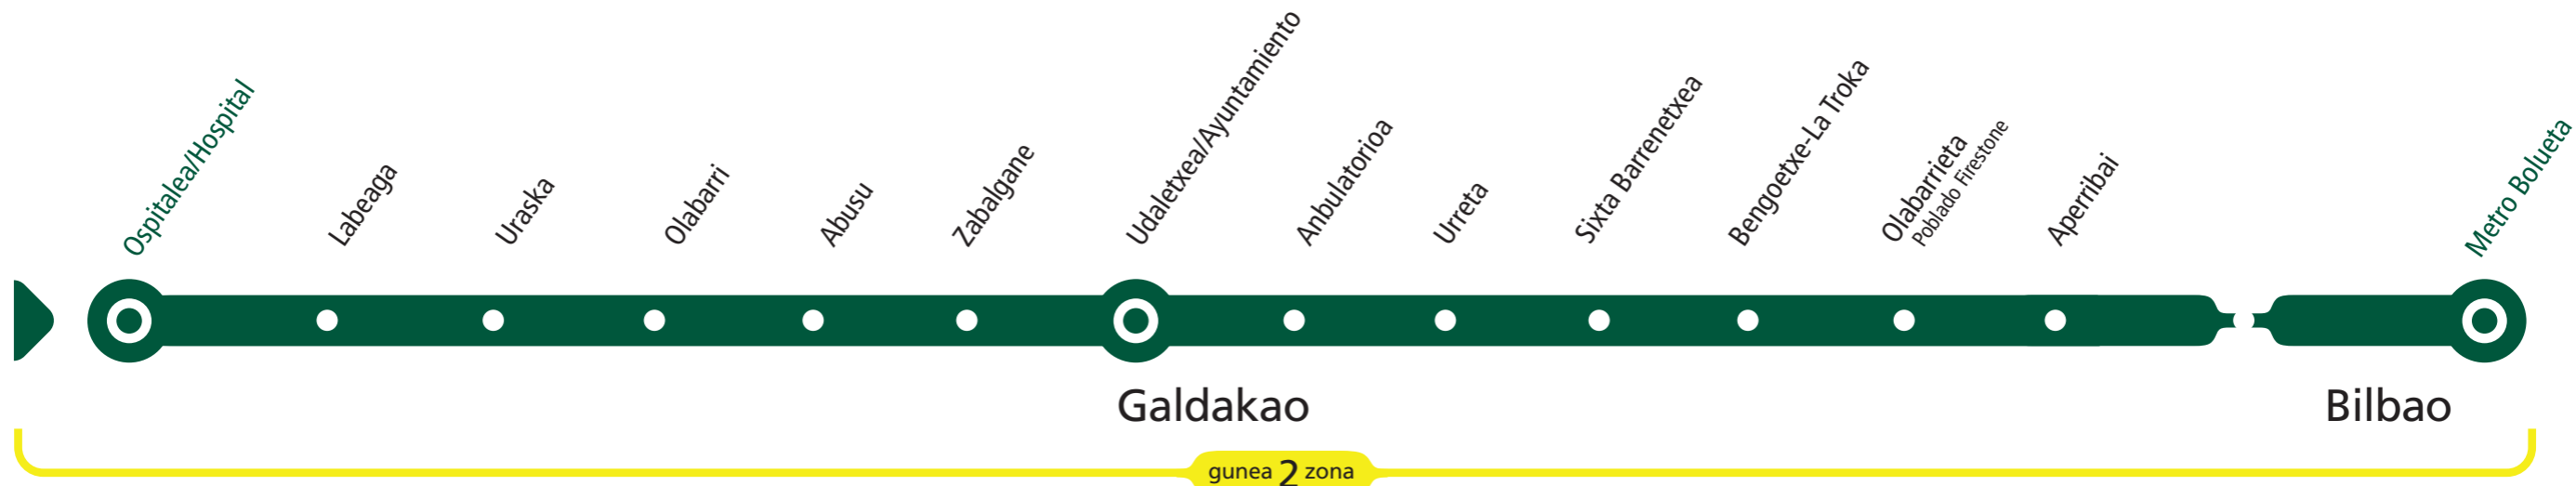 Ospitalea/Hospital
Labeaga
Uraska
Olabarri
Abusu
Zabalgane
Udaletxea/Ayuntamiento
Anbulatorioa
Urreta
Sixta Barrenetxea
Bengoetxe-La Troka
Olabarrieta
Poblado Firestone
Aperribai
Metro Bolueta
Galdakao
Bilbao
gunea 2 zona